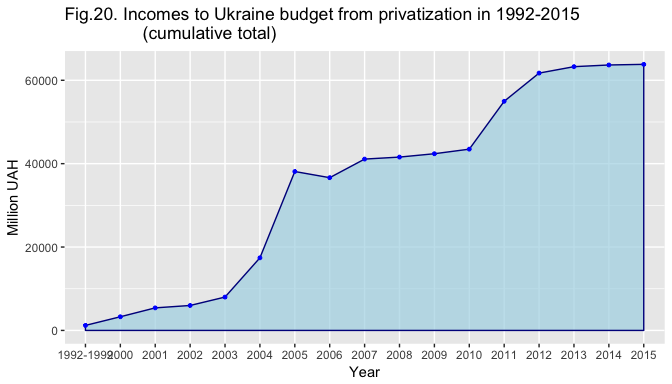 Fig.20. Incomes to Ukraine budget from privatization in 1992-2015
(cumulative total)
60000
40000
20000
0
Million UAH
1992-1999 2000 2001 2002 2003 2004 2005 2006 2007 2008 2009 2010 2011 2012 2013 2014 2015
Year